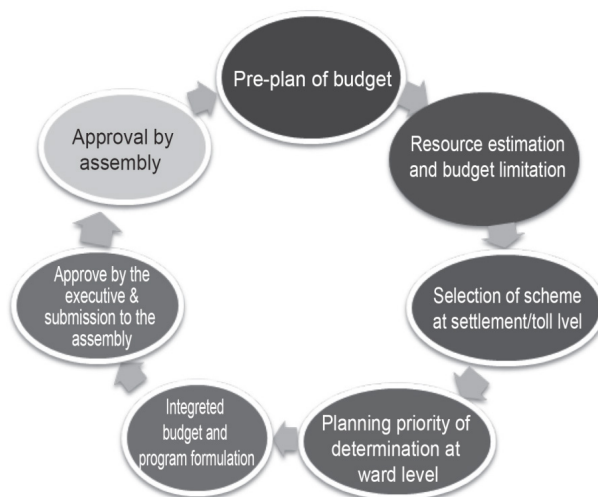 Pre-plan of
budget
Resource estimation
and budget limitation
Selection of scheme
at settlement/toll lvel
Planning priority of
determination at
ward level
Integreted
budget and
program formulation
Approve by the
executive &
submission to the
assembly
Approval by
assembly